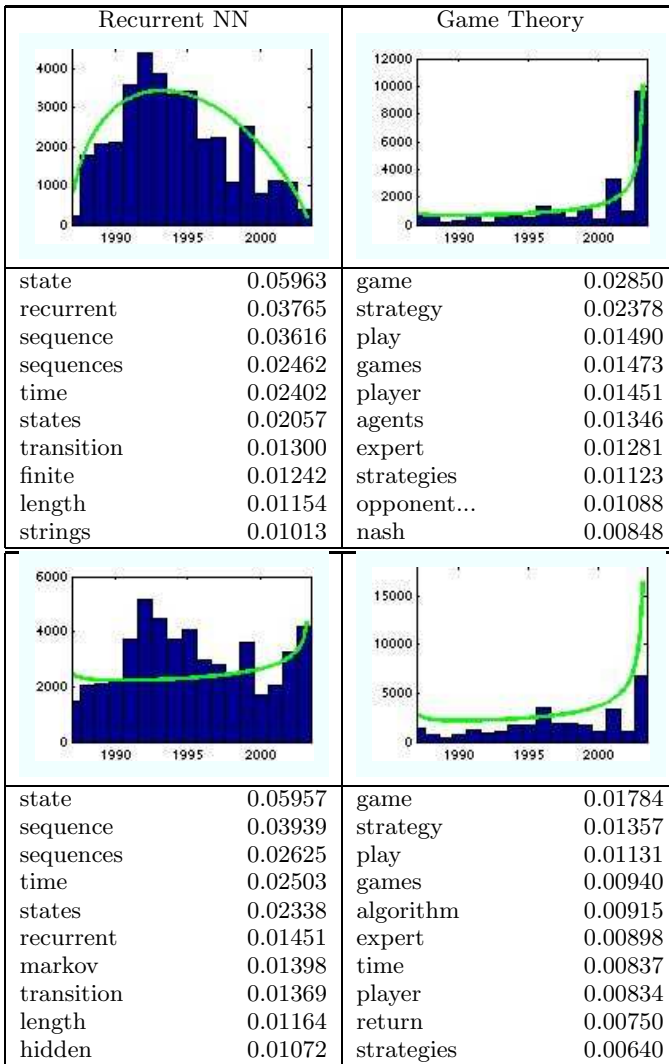 Recurrent NN Game Theory
4000
3000
2000
1000
0
1990 1995 2000
12000
10000
8000
6000
4000
2000
0
1990 1995 2000
state 0.05963 game 0.02850
recurrent 0.03765 strategy 0.02378
sequence 0.03616 play 0.01490
sequences 0.02462 games 0.01473
time 0.02402 player 0.01451
states 0.02057 agents 0.01346
transition 0.01300 expert 0.01281
finite 0.01242 strategies 0.01123
length 0.01154 opponent... 0.01088
strings 0.01013 nash 0.00848
6000
4000
2000
0
1990 1995 2000
15000
10000
5000
0
1990 1995 2000
state 0.05957 game 0.01784
sequence 0.03939 strategy 0.01357
sequences 0.02625 play 0.01131
time 0.02503 games 0.00940
states 0.02338 algorithm 0.00915
recurrent 0.01451 expert 0.00898
markov 0.01398 time 0.00837
transition 0.01369 player 0.00834
length 0.01164 return 0.00750
hidden 0.01072 strategies 0.00640